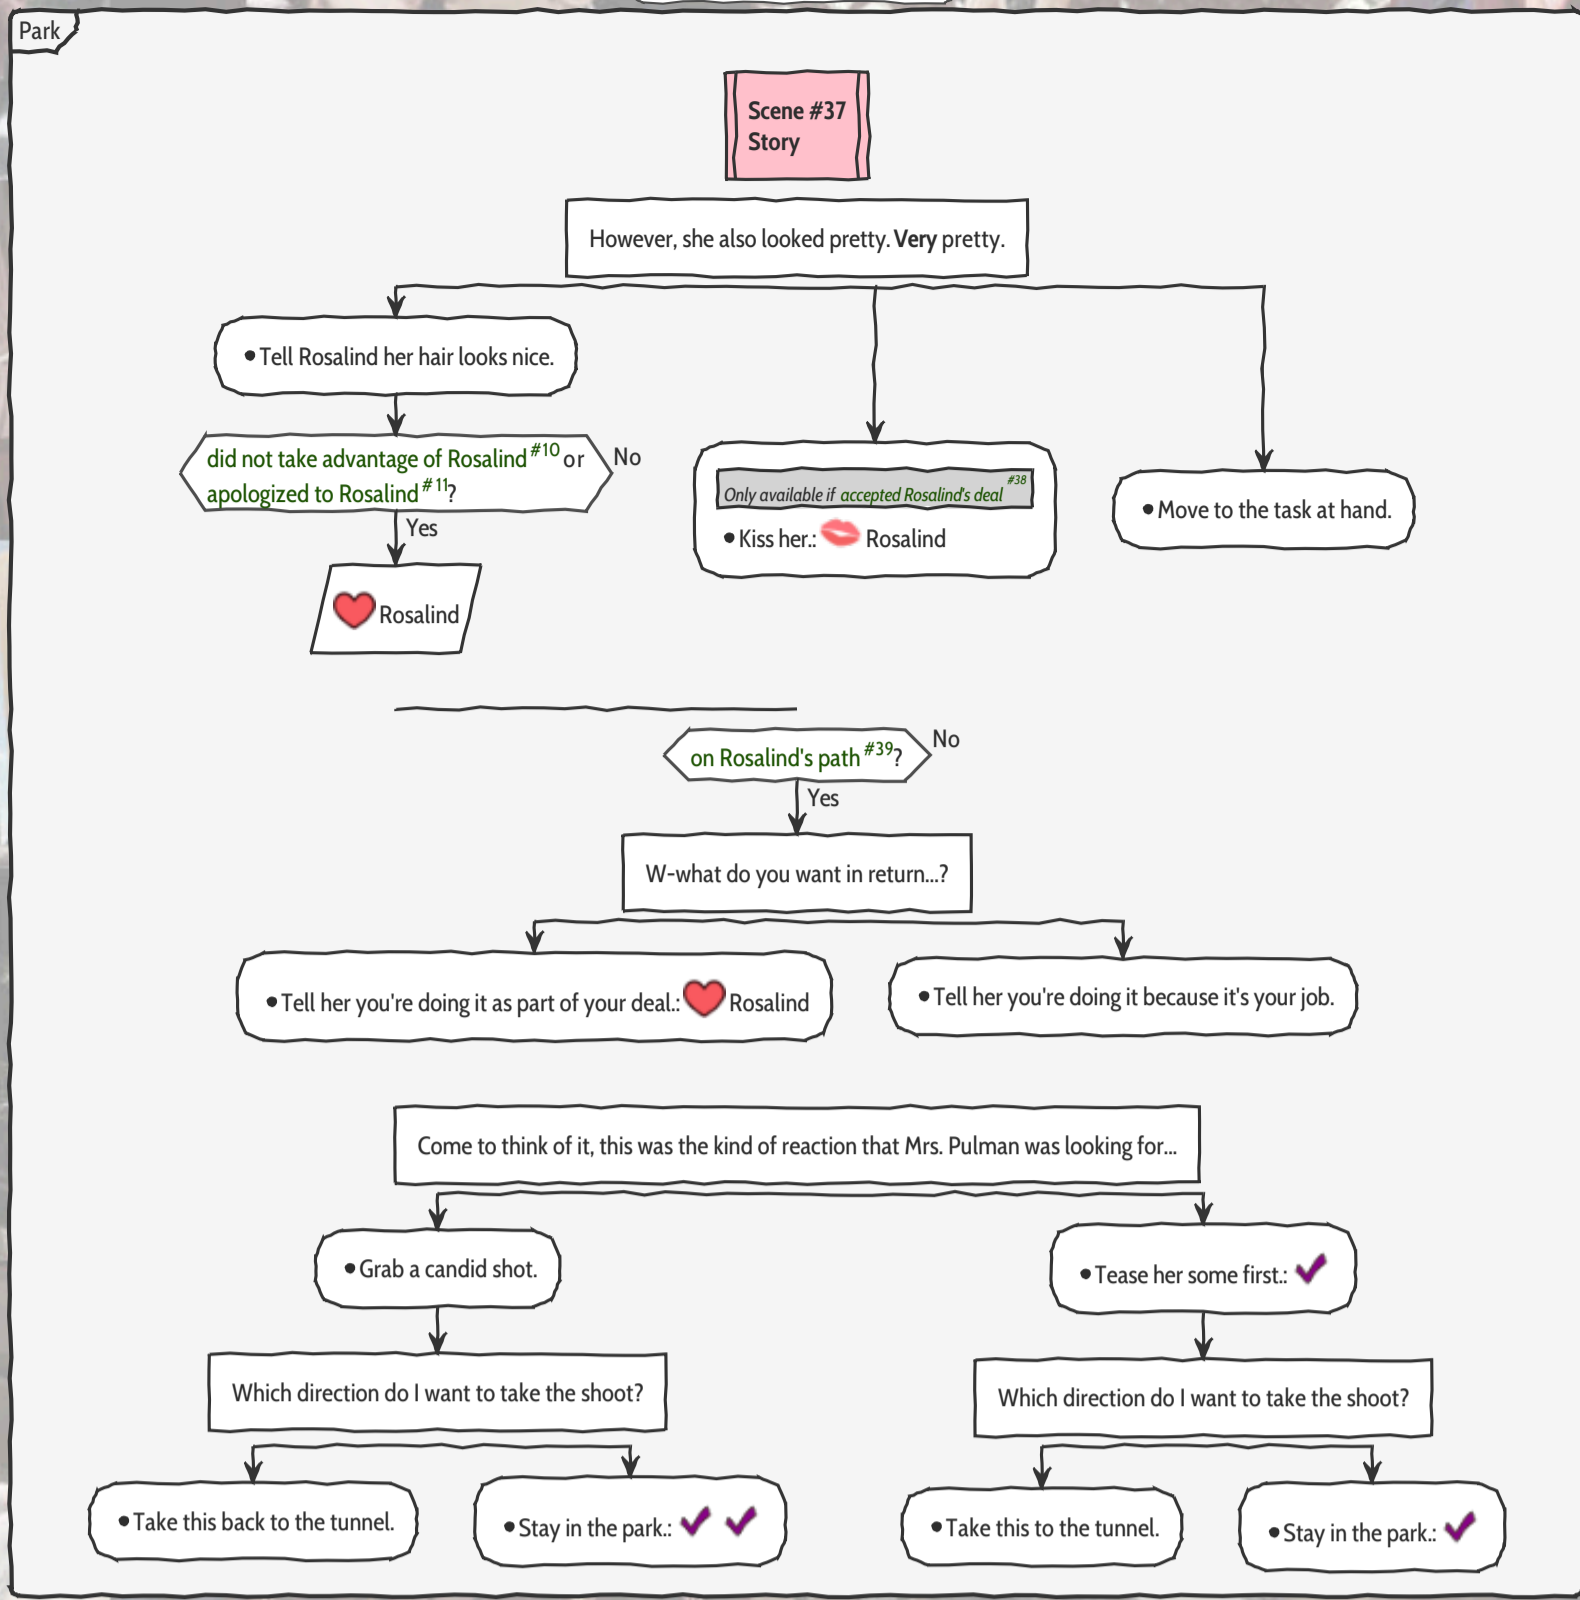 Park
Scene #37
Story
However, she also looked pretty. Very pretty.
• Tell Rosalind her hair looks nice.
did not take advantage of Rosalind #10 or
apologized to Rosalind #11?
No
Yes
Rosalind
Only available if accepted Rosalind's deal #38
• Kiss her.: Rosalind
• Move to the task at hand.
on Rosalind's path #39?
No
Yes
W-what do you want in return...?
• Tell her you're doing it as part of your deal.: Rosalind
• Tell her you're doing it because it's your job.
Come to think of it, this was the kind of reaction that Mrs. Pulman was looking for...
• Grab a candid shot.
• Tease her some first.:
Which direction do I want to take the shoot?
Which direction do I want to take the shoot?
• Take this back to the tunnel.
• Stay in the park.:
• Take this to the tunnel.
• Stay in the park.: